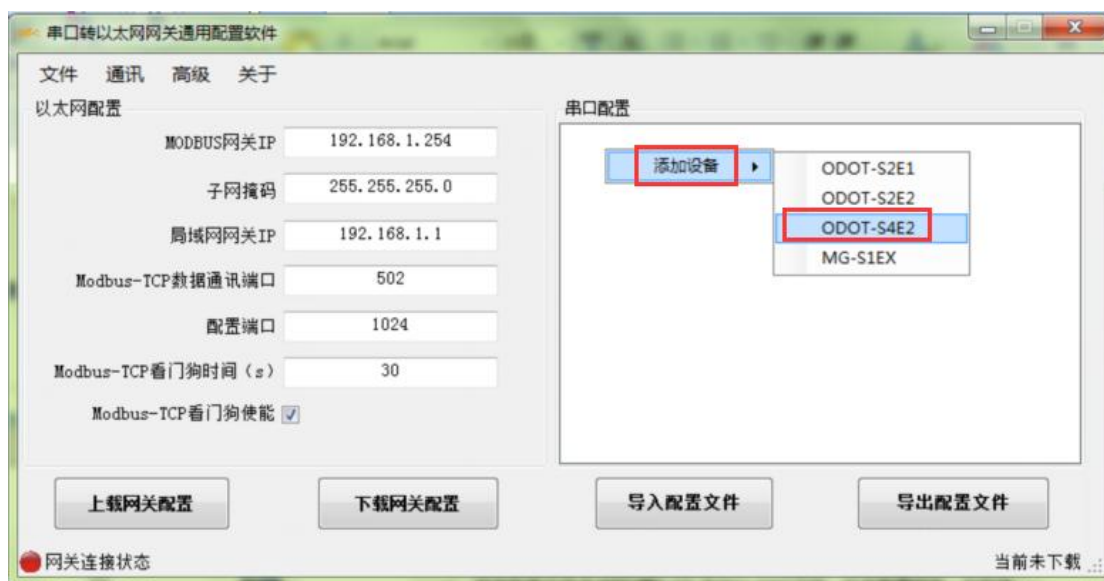 串口转以太网网关通用配置软件
文件 通讯 高级 关于
以太网配置
MODBUS网关IP 192.168.1.254
子网掩码 255.255.255.0
局域网网关IP 192.168.1.1
Modbus-TCP数据通讯端口 502
配置端口 1024
Modbus-TCP看门狗时间(s) 30
Modbus-TCP看门狗使能
串口配置
添加设备
ODOT-S2E1
ODOT-S2E2
ODOT-S4E2
MG-S1EX
上载网关配置 下载网关配置 导入配置文件 导出配置文件
网关连接状态 当前未下载